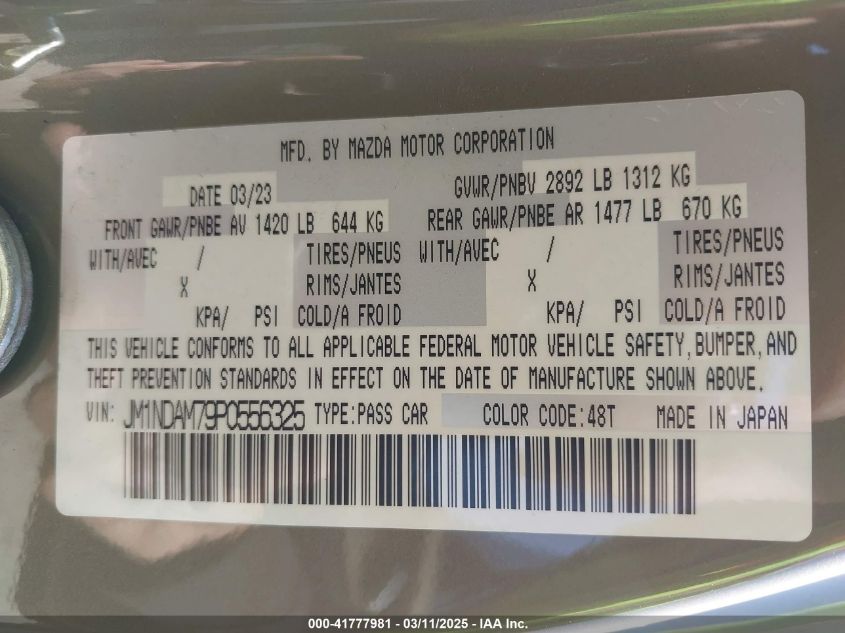 MFD. BY MAZDA MOTOR CORPORATION
DATE 03/23 GVWR/PNBV 2892 LB 1312 KG
FRONT GAWR/PNBE AV 1420 LB 644 KG REAR GAWR/PNBE AR 1477 LB 670 KG
WITH/AVEC / TIRES/PNEUS WITH/AVEC / TIRES/PNEUS
X RIMS/JANTES X RIMS/JANTES
KPA/ PSI COLD/A FROID KPA/ PSI COLD/A FROID
THIS VEHICLE CONFORMS TO ALL APPLICABLE FEDERAL MOTOR VEHICLE SAFETY, BUMPER, AND
THEFT PREVENTION STANDARDS IN EFFECT ON THE DATE OF MANUFACTURE SHOWN ABOVE.
VIN: JM1NDAM79P0556325 TYPE:PASS CAR COLOR CODE:48T MADE IN JAPAN
000-41777981 - 03/11/2025 - IAA Inc.